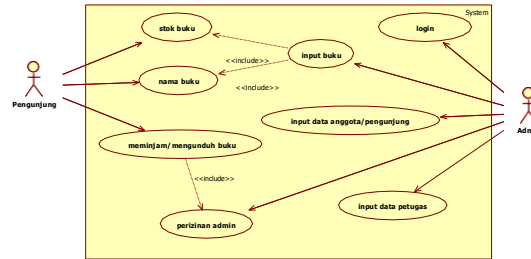 System
stok buku
input buku
login
<<include>>
nama buku
<<include>>
Pengunjung
input data anggota/pengunjung
Adm
meminjam/mengunduh buku
<<include>>
input data petugas
perizinan admin